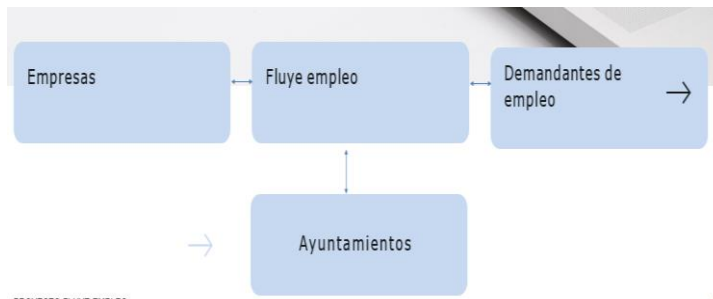 Empresas
Fluye empleo
Demandantes de
empleo
Ayuntamientos